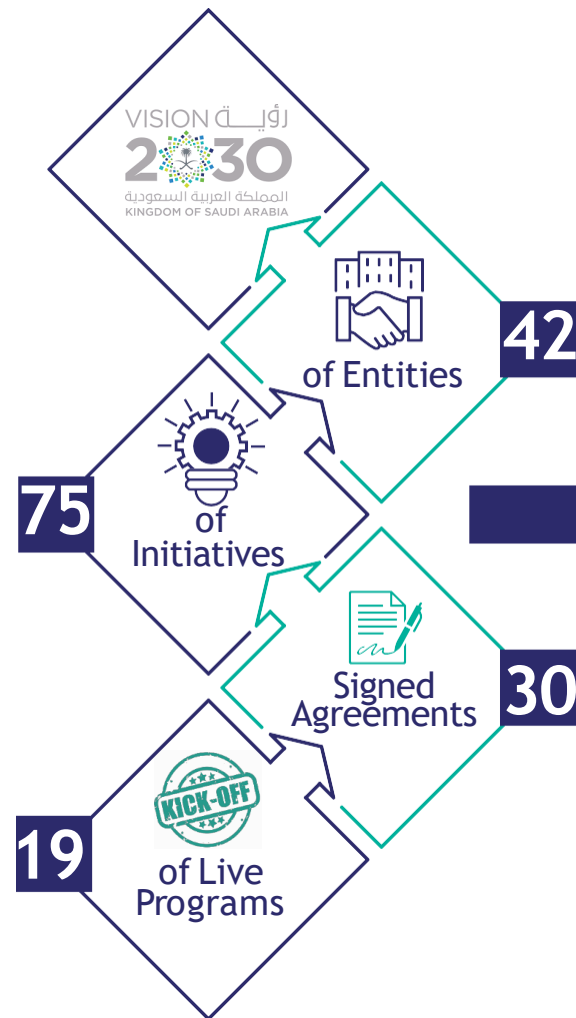 VISION رؤيــــة
2030
المملكة العربية السعودية
KINGDOM OF SAUDI ARABIA
42
of Entities
75
of
Initiatives
30
Signed
Agreements
KICK-OFF
19
of Live
Programs